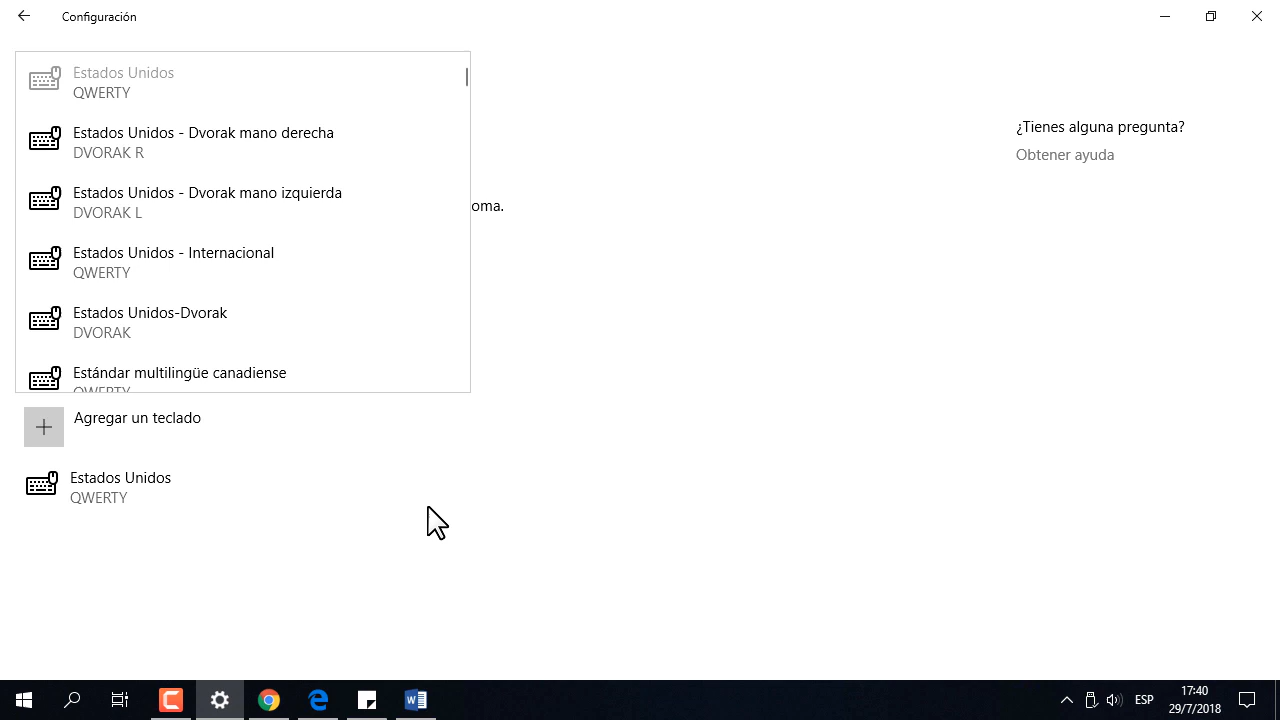 Configuración
Estados Unidos
QWERTY
Estados Unidos - Dvorak mano derecha
DVORAK R
Estados Unidos - Dvorak mano izquierda
DVORAK L
Estados Unidos - Internacional
QWERTY
Estados Unidos-Dvorak
DVORAK
Estándar multilingüe canadiense
QWERTY
oma.
¿Tienes alguna pregunta?
Obtener ayuda
Agregar un teclado
Estados Unidos
QWERTY
ESP
17:40
29/7/2018